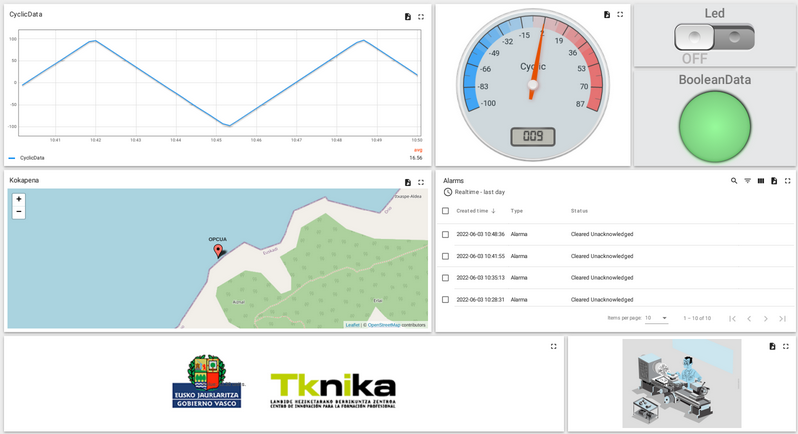 CyclicData
100
50
0
-50
-100
10:41
10:42
10:42
10:43
10:44
10:45
10:46
10:47
10:48
10:49
10:50
avg
CyclicData
16.56
Cyclic
-100
-83
-66
-49
-32
-15
2
19
36
53
70
87
009
Led
OFF
BooleanData
Kokapena
+
−
OPCUA
Leaflet | © OpenStreetMap contributors
Alarms
Realtime - last day
Created time
Type
Status
2022-06-03 10:48:36
Alarma
Cleared Unacknowledged
2022-06-03 10:41:55
Alarma
Cleared Unacknowledged
2022-06-03 10:35:13
Alarma
Cleared Unacknowledged
2022-06-03 10:28:31
Alarma
Cleared Unacknowledged
Items per page:
10
1 – 10 of 10
EUSKO JAURLARITZA
GOBIERNO VASCO
Tknika
LANBIDE HEZIKETARAKO BERRIKUNTZA ZENTROA
CENTRO DE INNOVACIÓN PARA LA FORMACIÓN PROFESIONAL